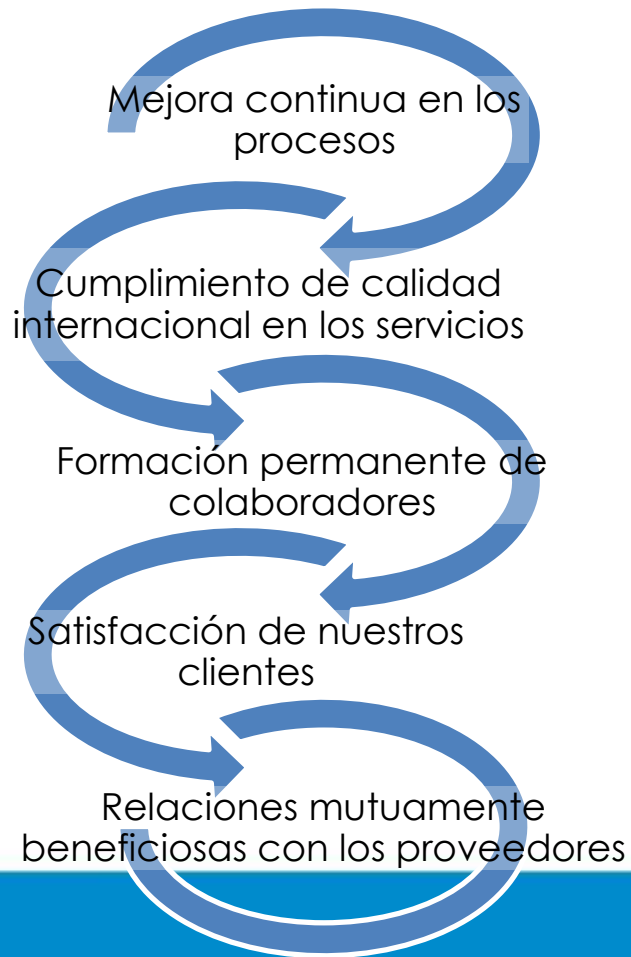 Mejora continua en los
procesos
Cumplimiento de calidad
internacional en los servicios
Formación permanente de
colaboradores
Satisfacción de nuestros
clientes
Relaciones mutuamente
beneficiosas con los proveedores